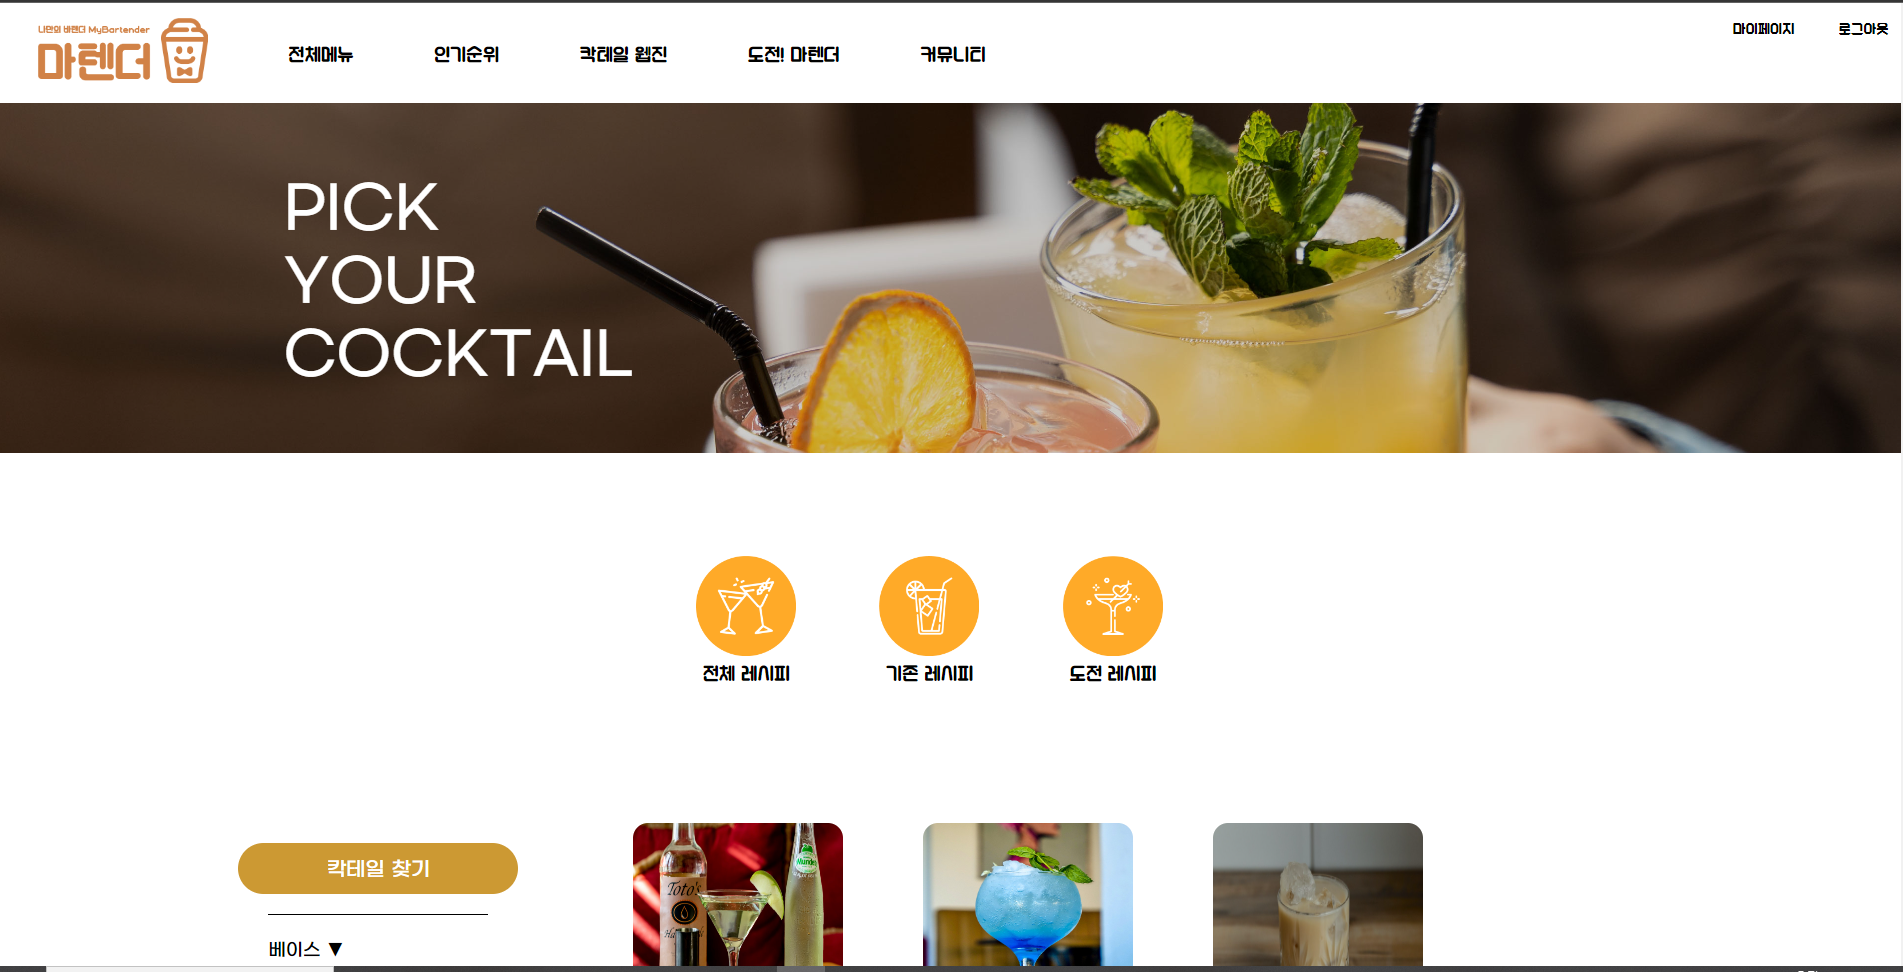 나만의 바텐더 MyBartender
마텐더
전체메뉴
인기순위
칵테일 웹진
도전! 마텐더
커뮤니티
마이페이지
로그아웃
PICK
YOUR
COCKTAIL
전체 레시피
기존 레시피
도전 레시피
칵테일 찾기
베이스 ▼
Toto's